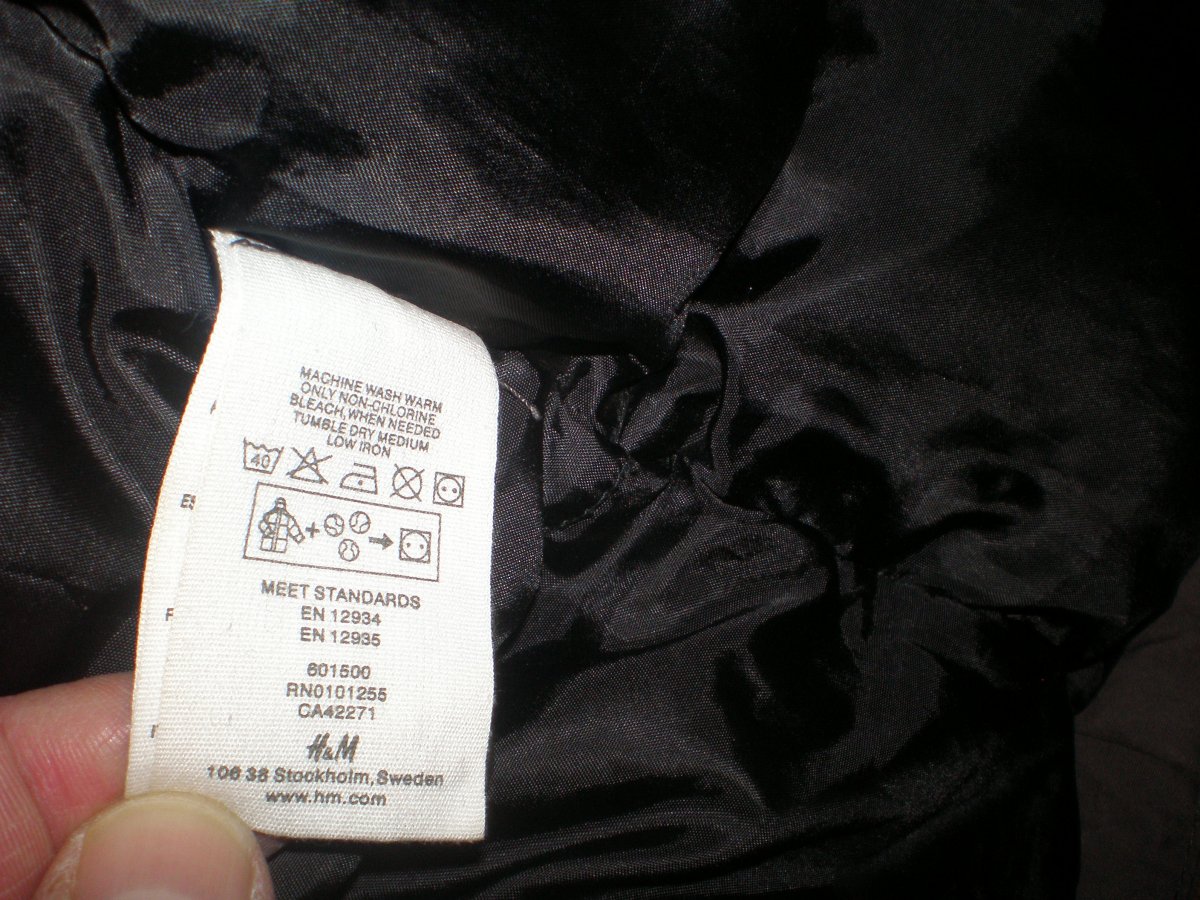 MACHINE WASH WARM
ONLY NON-CHLORINE
BLEACH, WHEN NEEDED
TUMBLE DRY MEDIUM
LOW IRON
40
MEET STANDARDS
EN 12934
EN 12935
601500
RN0101255
CA42271
H&M
106 38 Stockholm, Sweden
www.hm.com